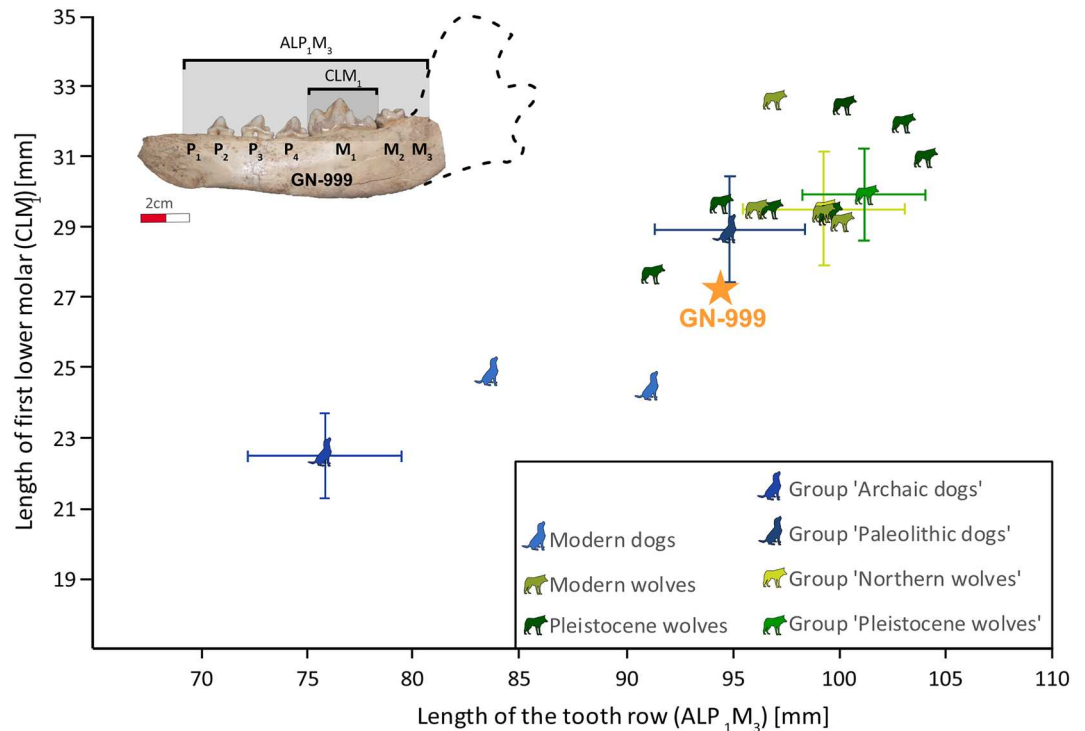 35
33
31
29
27
25
23
21
19
Length of first lower molar (CLM₁) [mm]
ALP₁M₃
CLM₁
P₁ P₂ P₃ P₄ M₁ M₂ M₃
GN-999
2cm
GN-999
Modern dogs
Modern wolves
Pleistocene wolves
Group 'Archaic dogs'
Group 'Paleolithic dogs'
Group 'Northern wolves'
Group 'Pleistocene wolves'
70 75 80 85 90 95 100 105 110
Length of the tooth row (ALP₁M₃) [mm]